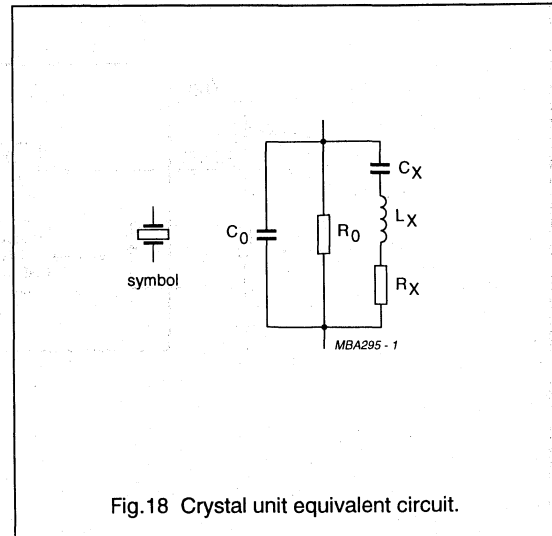 C0
R0
CX
LX
RX
symbol
MBA295 - 1
Fig.18 Crystal unit equivalent circuit.